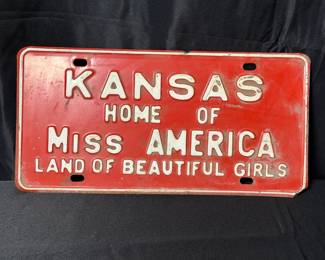 KANSAS
HOME OF
MISS AMERICA
LAND OF BEAUTIFUL GIRLS